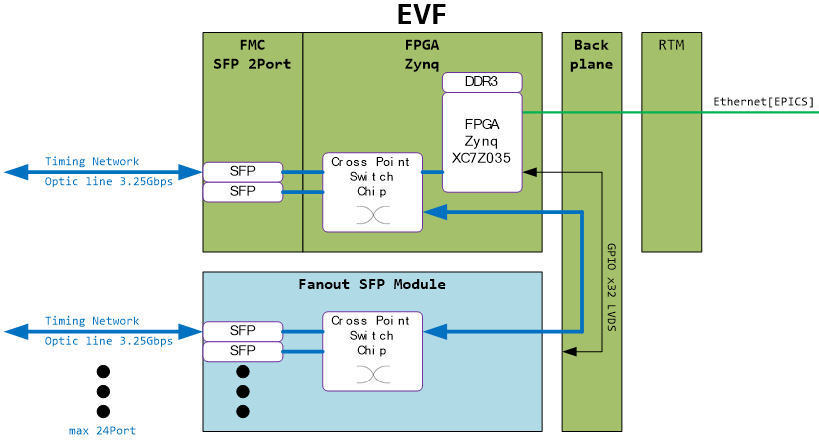 EVF
FMC
SFP 2Port
FPGA
Zynq
Back
plane
RTM
DDR3
FPGA
Zynq
XC7Z035
Ethernet[EPICS]
Timing Network
Optic line 3.25Gbps
SFP
SFP
Cross Point
Switch
Chip
GPIO x32 LVDS
Fanout SFP Module
Timing Network
Optic line 3.25Gbps
SFP
SFP
Cross Point
Switch
Chip
max 24Port